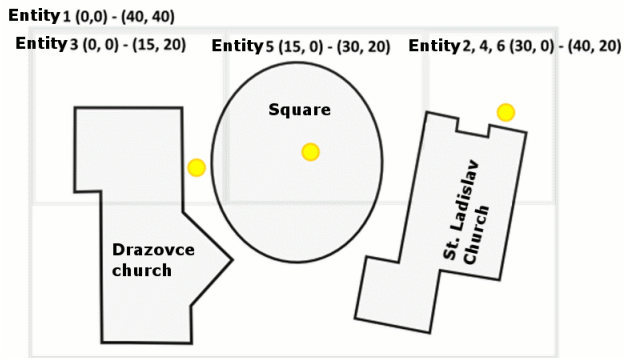 Entity 1 (0,0) - (40, 40)
Entity 3 (0, 0) - (15, 20) Entity 5 (15, 0) - (30, 20) Entity 2, 4, 6 (30, 0) - (40, 20)
Square
Drazovce
church
St. Ladislav
Church